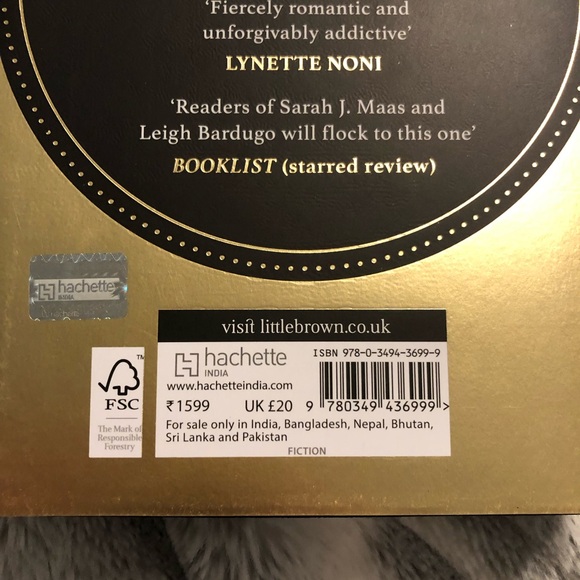 ‘Fiercely romantic and
unforgivably addictive’
LYNETTE NONI
‘Readers of Sarah J. Maas and
Leigh Bardugo will flock to this one’
BOOKLIST (starred review)
hachette
INDIA
visit littlebrown.co.uk
hachette
INDIA
www.hachetteindia.com
ISBN 978-0-3494-3699-9
₹1599 UK £20
9 780349 436999 >
For sale only in India, Bangladesh, Nepal, Bhutan,
Sri Lanka and Pakistan
FICTION
TM
FSC
The Mark of
Responsible
Forestry